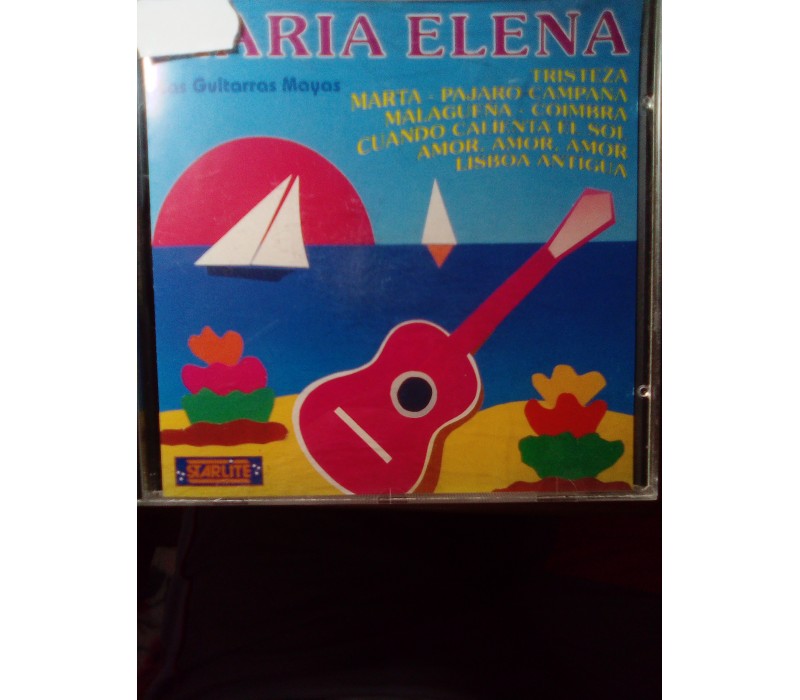 ARIA ELENA
as Guitarras Mayas
TRISTEZA
MARTA - PAJARO CAMPANA
MALAGUEÑA - COIMBRA
CUANDO CALIENTA EL SOL
AMOR, AMOR, AMOR
LISBOA ANTIGUA
STARLITE